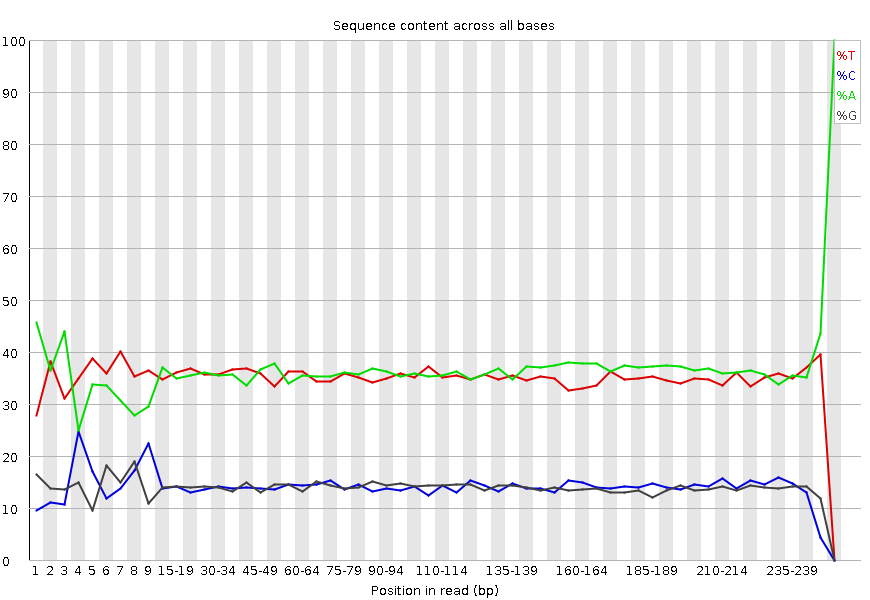 Sequence content across all bases
100
90
80
70
60
50
40
30
20
10
0
%T
%C
%A
%G
1 2 3 4 5 6 7 8 9 15-19 30-34 45-49 60-64 75-79 90-94 110-114 135-139 160-164 185-189 210-214 235-239
Position in read (bp)